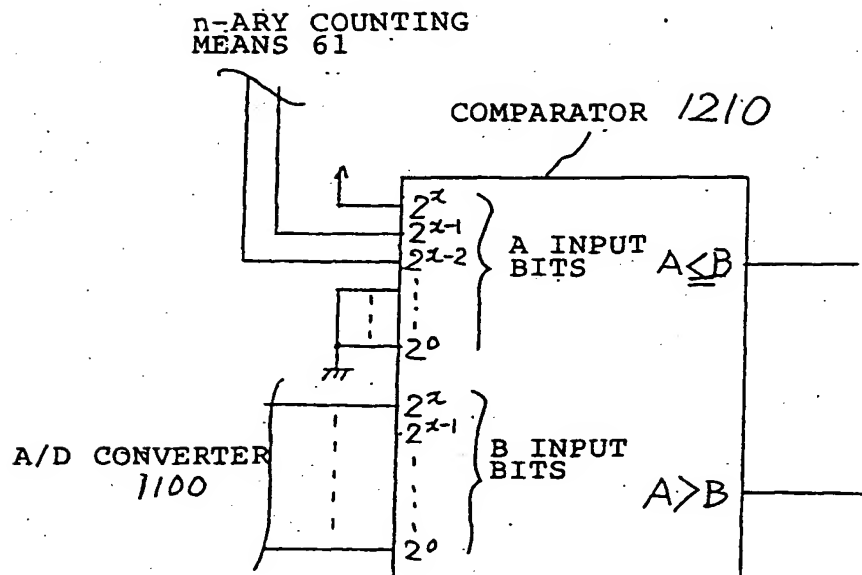 n-ARY COUNTING
MEANS 61
COMPARATOR 1210
2^x
2^{x-1}
2^{x-2}
2^0
A INPUT
BITS
A≦B
2^x
2^{x-1}
2^0
B INPUT
BITS
A/D CONVERTER
1100
A>B